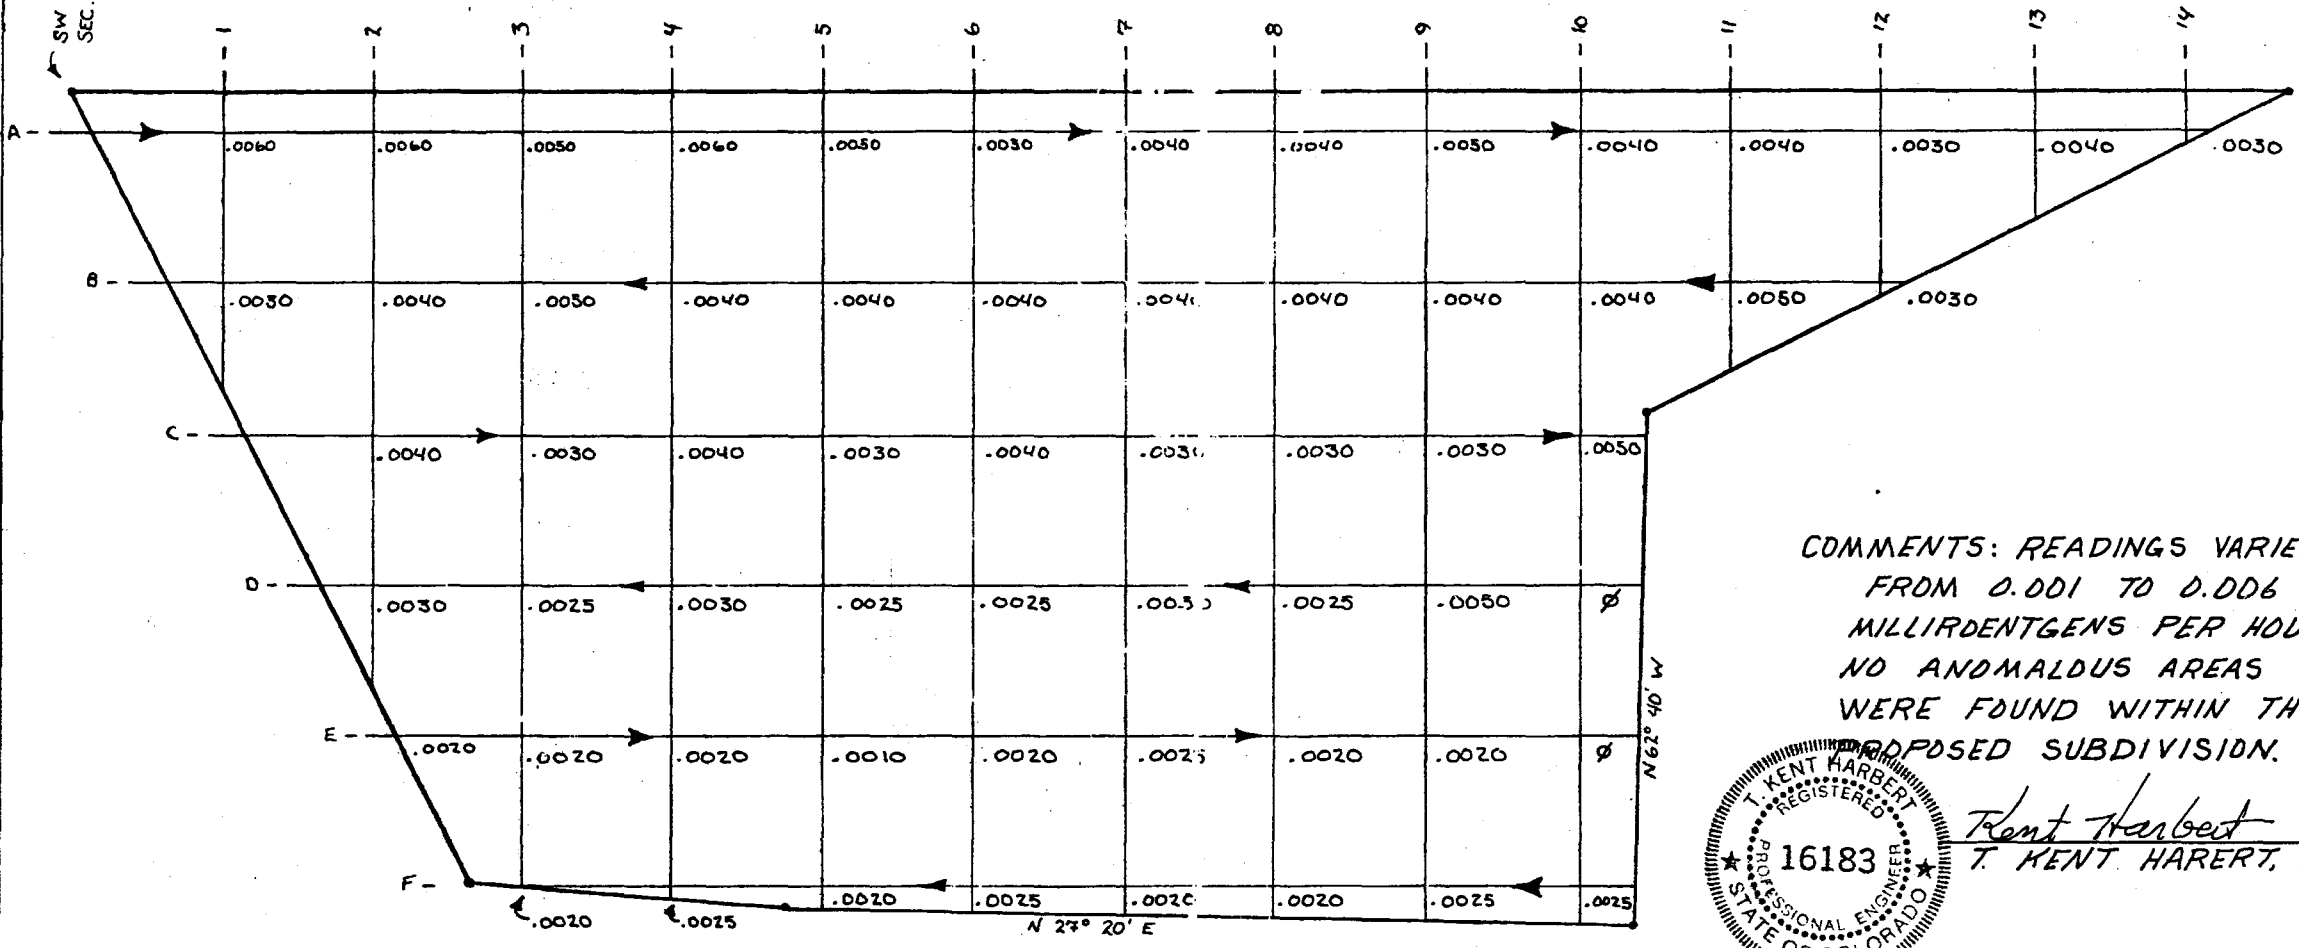 SW
SEC.
1 2 3 4 5 6 7 8 9 10 11 12 13 14
A
.0060 .0060 .0050 .0060 .0050 .0030 .0040 .0040 .0050 .0040 .0040 .0030 .0040 .0030
B
.0030 .0040 .0050 .0040 .0040 .0040 .0040 .0040 .0040 .0050 .0030
C
.0040 .0030 .0040 .0030 .0040 .0030 .0030 .0050
D
.0030 .0025 .0030 .0025 .0025 .0025 .0050 ø
E
.0020 .0020 .0020 .0010 .0020 .0025 .0020 .0020 ø
F
.0020 .0025 .0020 .0025 .0020 .0020 .0025 .0025
N 27° 20' E
N 62° 40' W
COMMENTS: READINGS VARIE
FROM 0.001 TO 0.006
MILLIROENTGENS PER HOU
NO ANOMALOUS AREAS
WERE FOUND WITHIN TH
PROPOSED SUBDIVISION.
T. KENT HARBERT
REGISTERED
16183
PROFESSIONAL ENGINEER
STATE OF COLORADO
Kent Harbert
T. KENT HARERT,